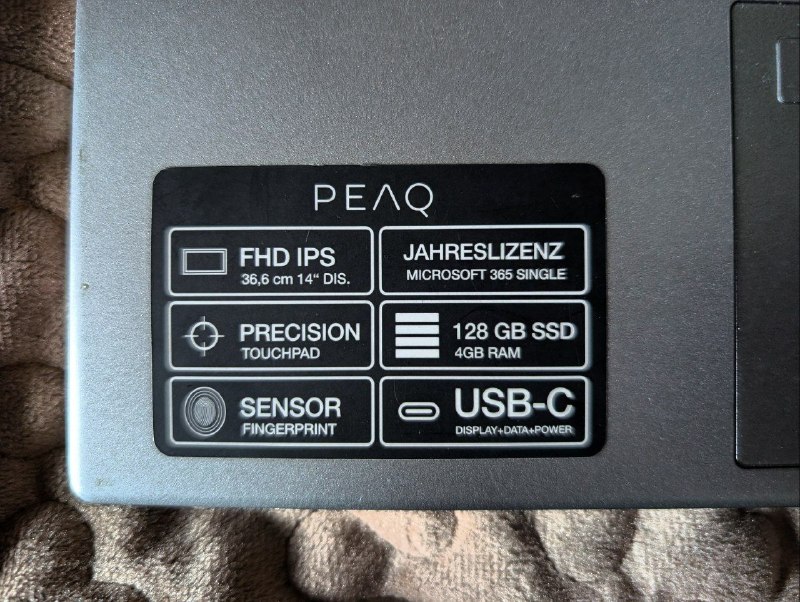 PEAQ
FHD IPS
36,6 cm 14“ DIS.
JAHRESLIZENZ
MICROSOFT 365 SINGLE
PRECISION
TOUCHPAD
128 GB SSD
4GB RAM
SENSOR
FINGERPRINT
USB-C
DISPLAY+DATA+POWER